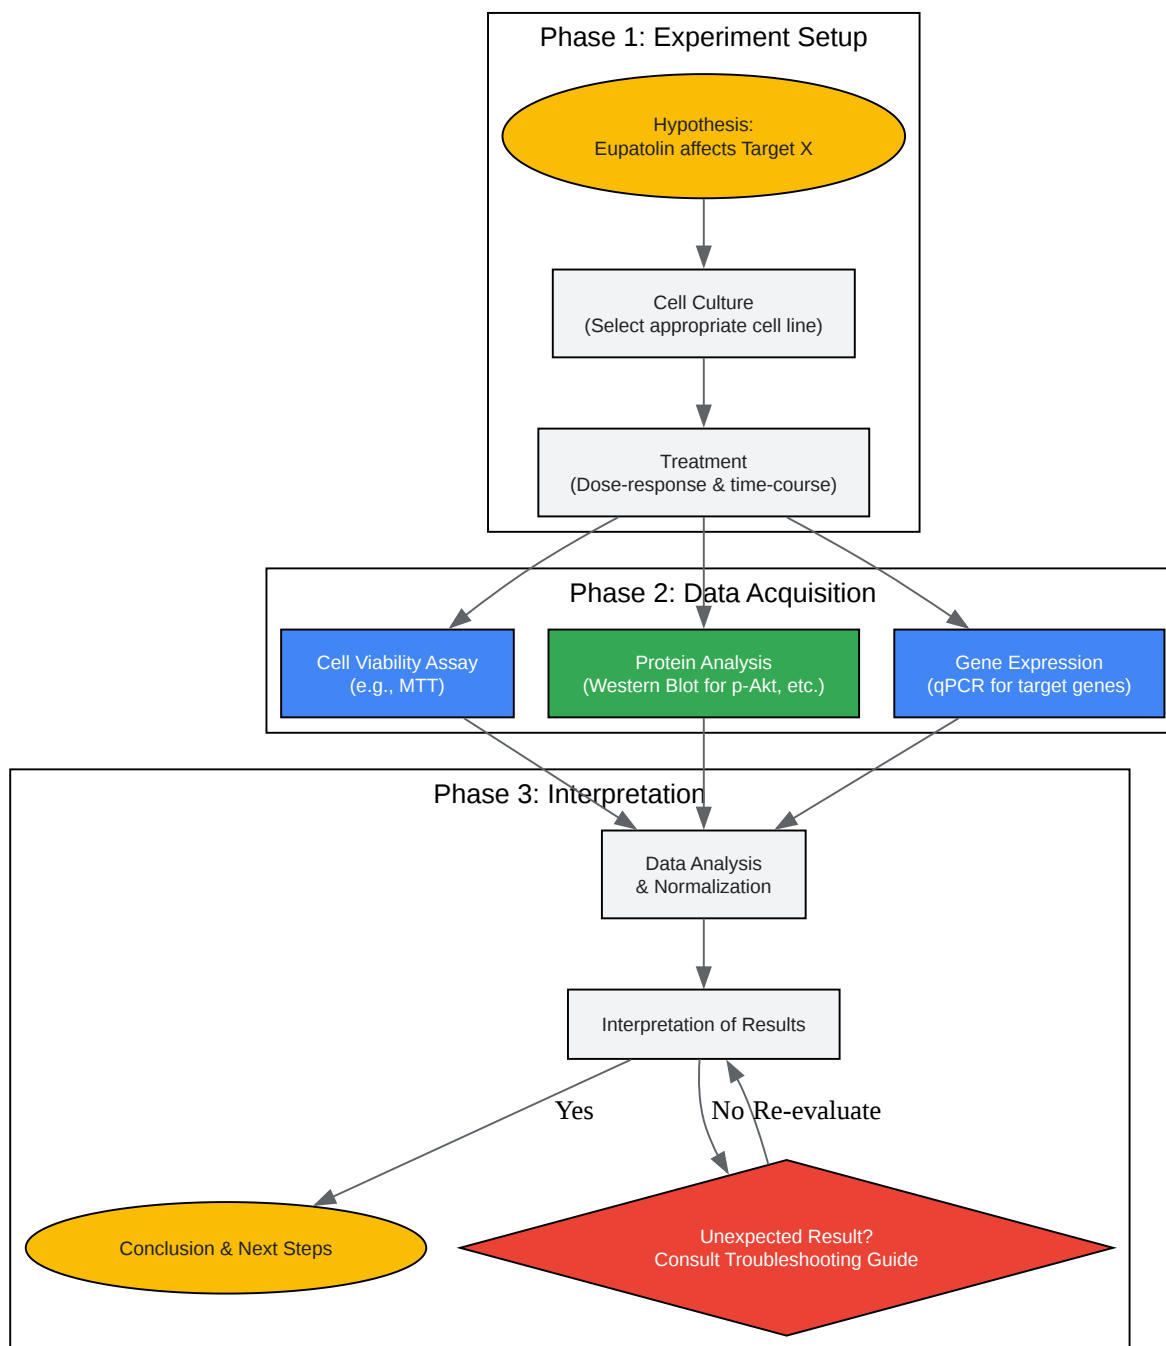 Phase 1: Experiment Setup
Hypothesis:
Eupatolin affects Target X
Cell Culture
(Select appropriate cell line)
Treatment
(Dose-response & time-course)
Phase 2: Data Acquisition
Cell Viability Assay
(e.g., MTT)
Protein Analysis
(Western Blot for p-Akt, etc.)
Gene Expression
(qPCR for target genes)
Phase 3: Interpretation
Data Analysis
& Normalization
Interpretation of Results
Yes
No
Re-evaluate
Conclusion & Next Steps
Unexpected Result?
Consult Troubleshooting Guide